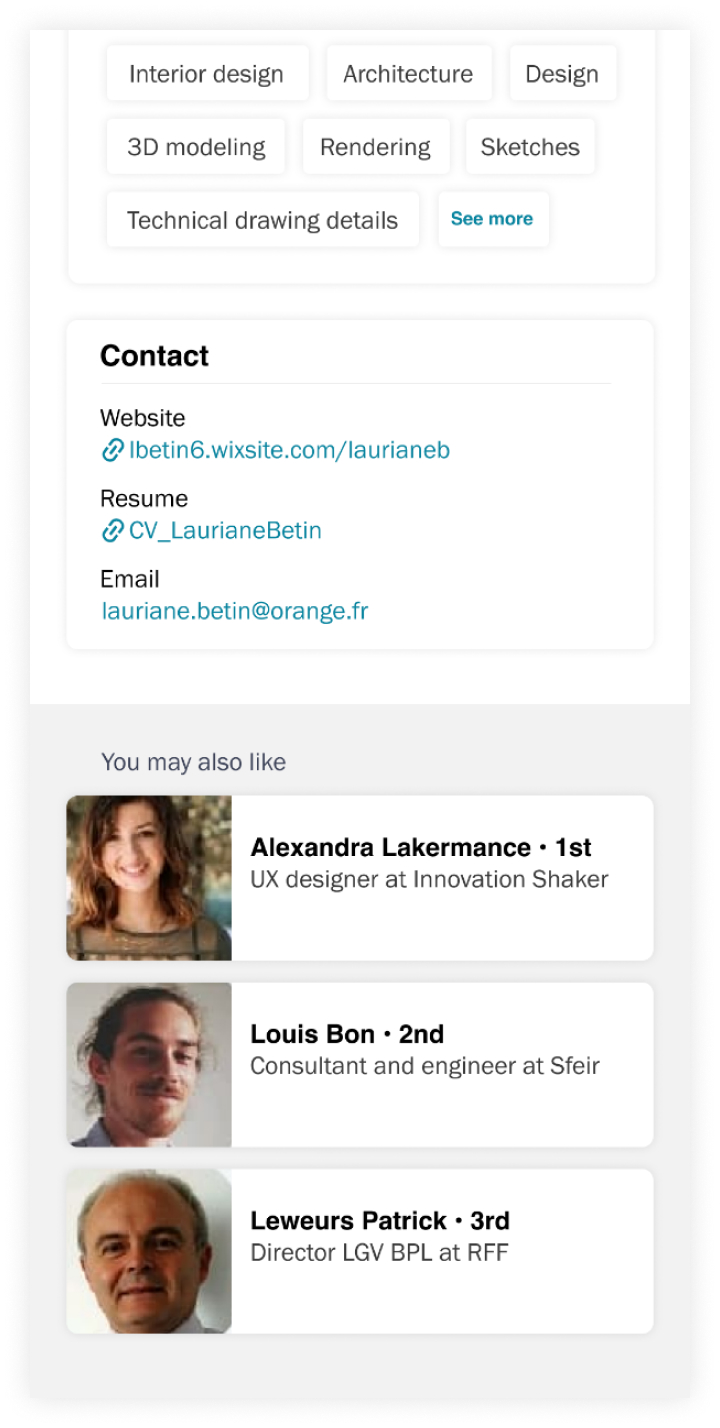 Interior design Architecture Design
3D modeling Rendering Sketches
Technical drawing details See more
Contact
Website
lbetin6.wixsite.com/laurianeb
Resume
CV_LaurianeBetin
Email
lauriane.betin@orange.fr
You may also like
Alexandra Lakermance • 1st
UX designer at Innovation Shaker
Louis Bon • 2nd
Consultant and engineer at Sfeir
Leweurs Patrick • 3rd
Director LGV BPL at RFF